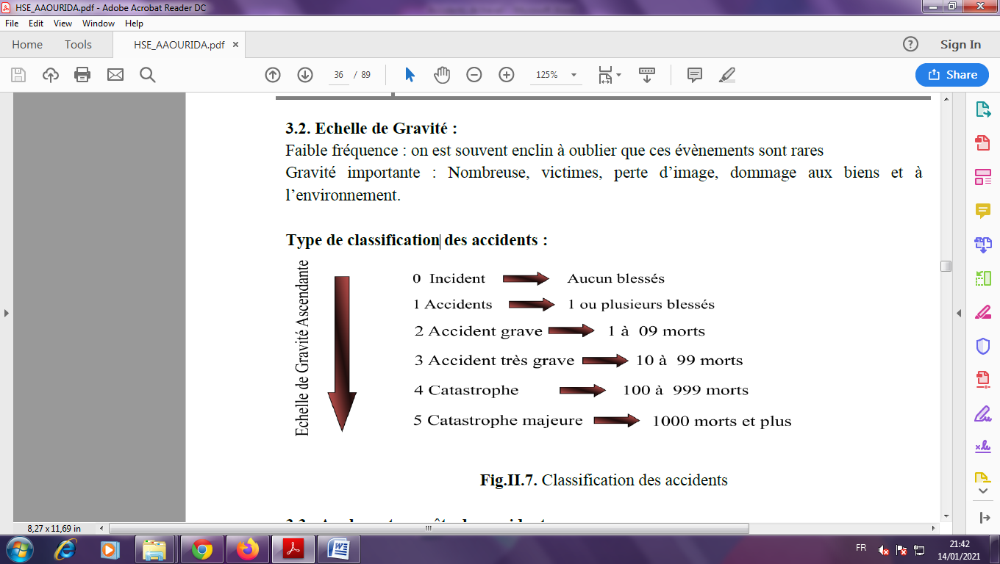 HSE_AAOURIDA.pdf - Adobe Acrobat Reader DC
File Edit View Window Help
Home Tools HSE_AAOURIDA.pdf × ? Sign In
36 / 89 125% Share
3.2. Echelle de Gravité :
Faible fréquence : on est souvent enclin à oublier que ces évènements sont rares
Gravité importante : Nombreuse, victimes, perte d’image, dommage aux biens et à
l’environnement.
Type de classification des accidents :
Echelle de Gravité Ascendante
0 Incident Aucun blessés
1 Accidents 1 ou plusieurs blessés
2 Accident grave 1 à 09 morts
3 Accident très grave 10 à 99 morts
4 Catastrophe 100 à 999 morts
5 Catastrophe majeure 1000 morts et plus
Fig.II.7. Classification des accidents
8,27 x 11,69 in
FR 21:42
14/01/2021